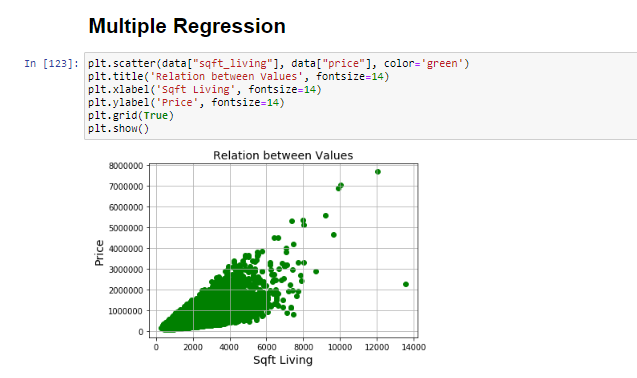 Multiple Regression
In [123]: plt.scatter(data["sqft_living"], data["price"], color='green')
plt.title('Relation between Values', fontsize=14)
plt.xlabel('Sqft Living', fontsize=14)
plt.ylabel('Price', fontsize=14)
plt.grid(True)
plt.show()
Relation between Values
8000000
7000000
6000000
5000000
4000000
3000000
2000000
1000000
0
Price
0 2000 4000 6000 8000 10000 12000 14000
Sqft Living